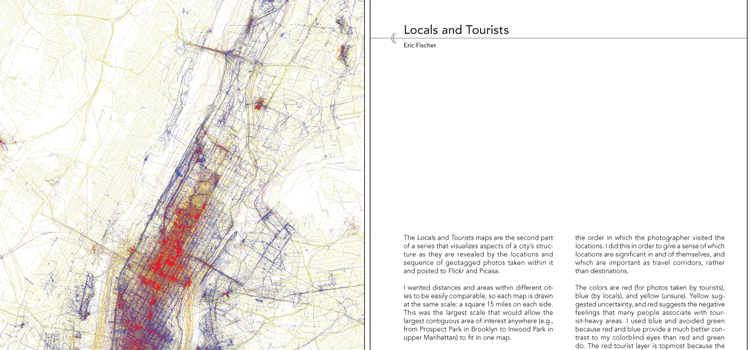 Locals and Tourists
Eric Fischer
The Locals and Tourists maps are the second part
of a series that visualizes aspects of a city's struc-
ture as they are revealed by the locations and
sequence of geotagged photos taken within it
and posted to Flickr and Picasa.
I wanted distances and areas within different cit-
ies to be easily comparable, so each map is drawn
at the same scale: a square 15 miles on each side.
This was the largest scale that would allow the
largest contiguous area of interest anywhere (e.g.,
from Prospect Park in Brooklyn to Inwood Park in
upper Manhattan) to fit in one map.
the order in which the photographer visited the
locations. I did this in order to give a sense of which
locations are significant in and of themselves, and
which are important as travel corridors, rather
than destinations.
The colors are red (for photos taken by tourists),
blue (by locals), and yellow (unsure). Yellow sug-
gested uncertainty, and red suggests the negative
feelings that many people associate with tour-
ist-heavy areas. I used blue and avoided green
because red and blue provide a much better con-
trast to my colorblind eyes than red and green
do. The red tourist layer is topmost because the